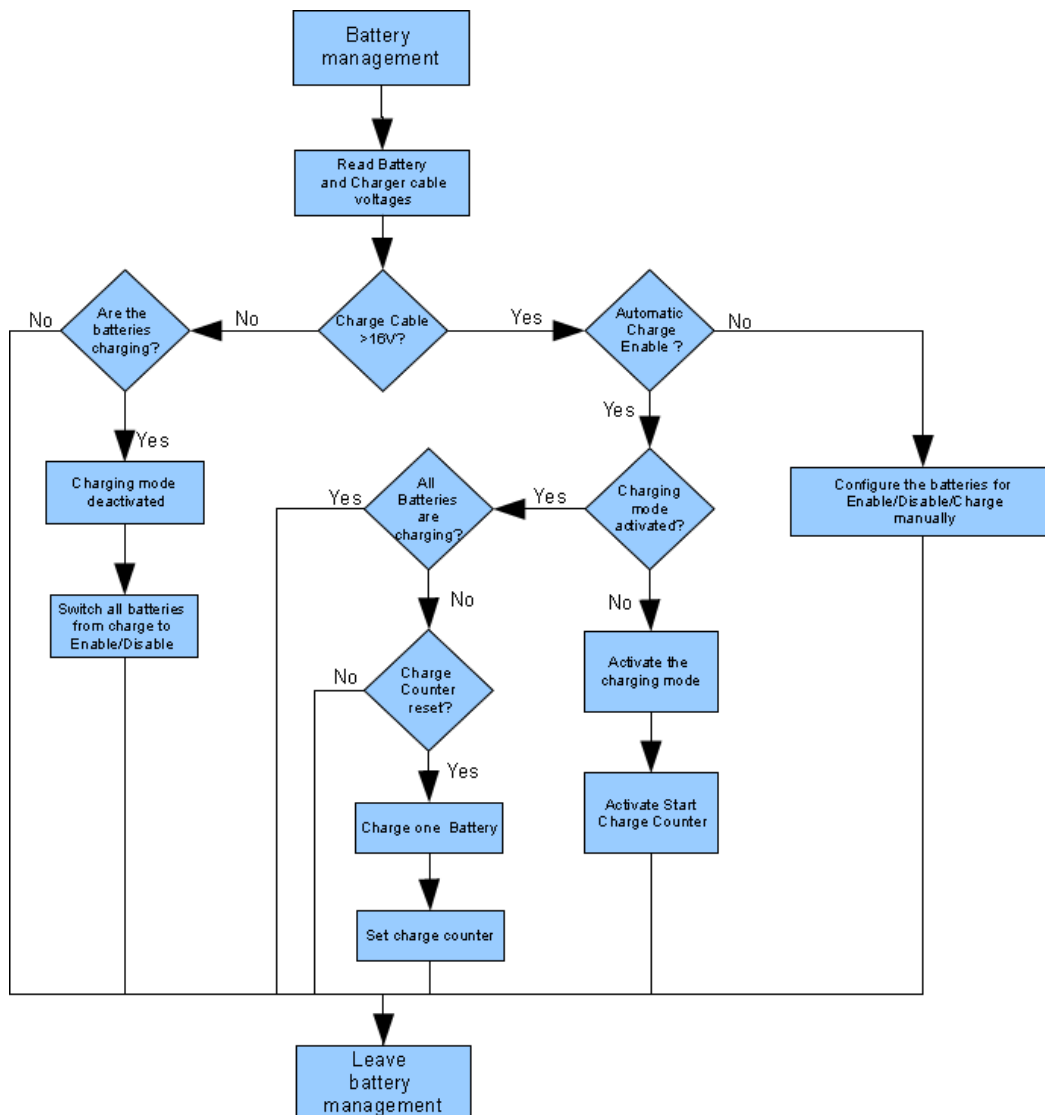 Battery
management
Read Battery
and Charger cable
voltages
No
Are the
batteries
charging?
No
Charge Cable
>16V?
Yes
Automatic
Charge
Enable ?
No
Yes
Yes
Charging mode
deactivated
Yes
All
Batteries
are
charging?
Yes
Charging
mode
activated?
Configure the batteries for
Enable/Disable/Charge
manually
Switch all batteries
from charge to
Enable/Disable
No
No
No
Charge
Counter
reset?
Activate the
charging mode
Yes
Charge one Battery
Activate Start
Charge Counter
Set charge counter
Leave
battery
management